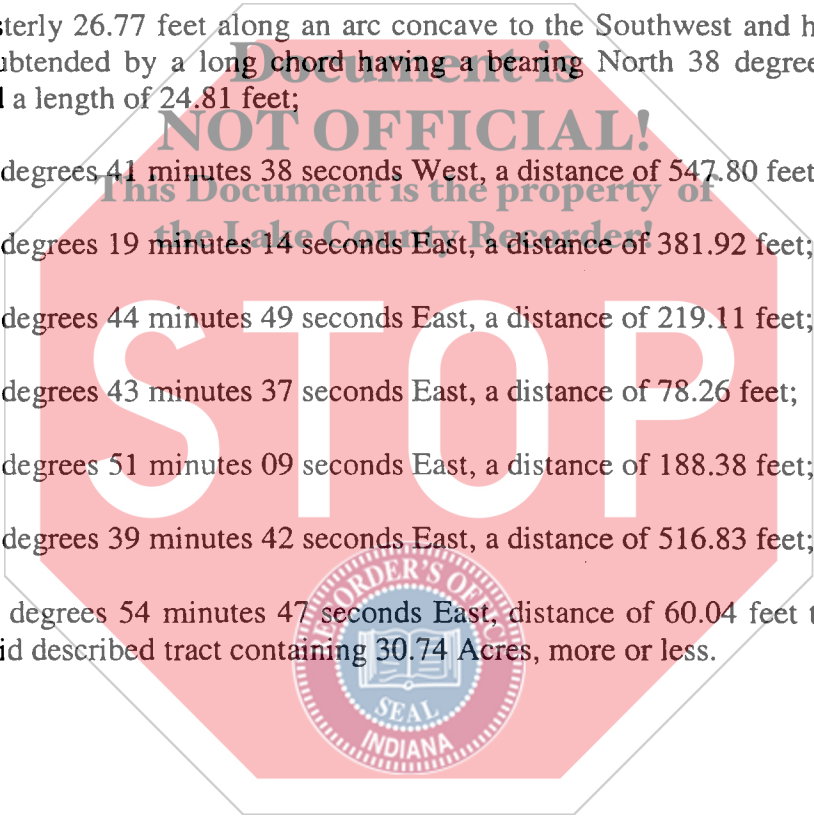 sterly 26.77 feet along an arc concave to the Southwest and h
ubtended by a long chord having a bearing North 38 degree
l a length of 24.81 feet;
Document is
NOT OFFICIAL!
degrees 41 minutes 38 seconds West, a distance of 547.80 feet
This Document is the property of
the Lake County Recorder!
degrees 19 minutes 14 seconds East, a distance of 381.92 feet;
degrees 44 minutes 49 seconds East, a distance of 219.11 feet;
STOP
degrees 43 minutes 37 seconds East, a distance of 78.26 feet;
degrees 51 minutes 09 seconds East, a distance of 188.38 feet;
degrees 39 minutes 42 seconds East, a distance of 516.83 feet;
RECORDER'S OFFICE
degrees 54 minutes 47 seconds East, distance of 60.04 feet t
id described tract containing 30.74 Acres, more or less.
SEAL
INDIANA